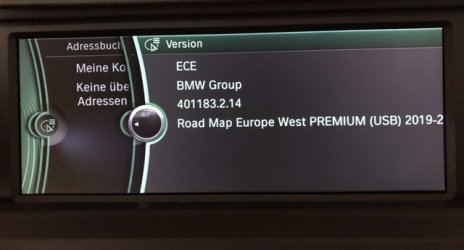 Adressbuch
Meine Ko
Keine übe
Adressen
Version
ECE
BMW Group
401183.2.14
Road Map Europe West PREMIUM (USB) 2019-2